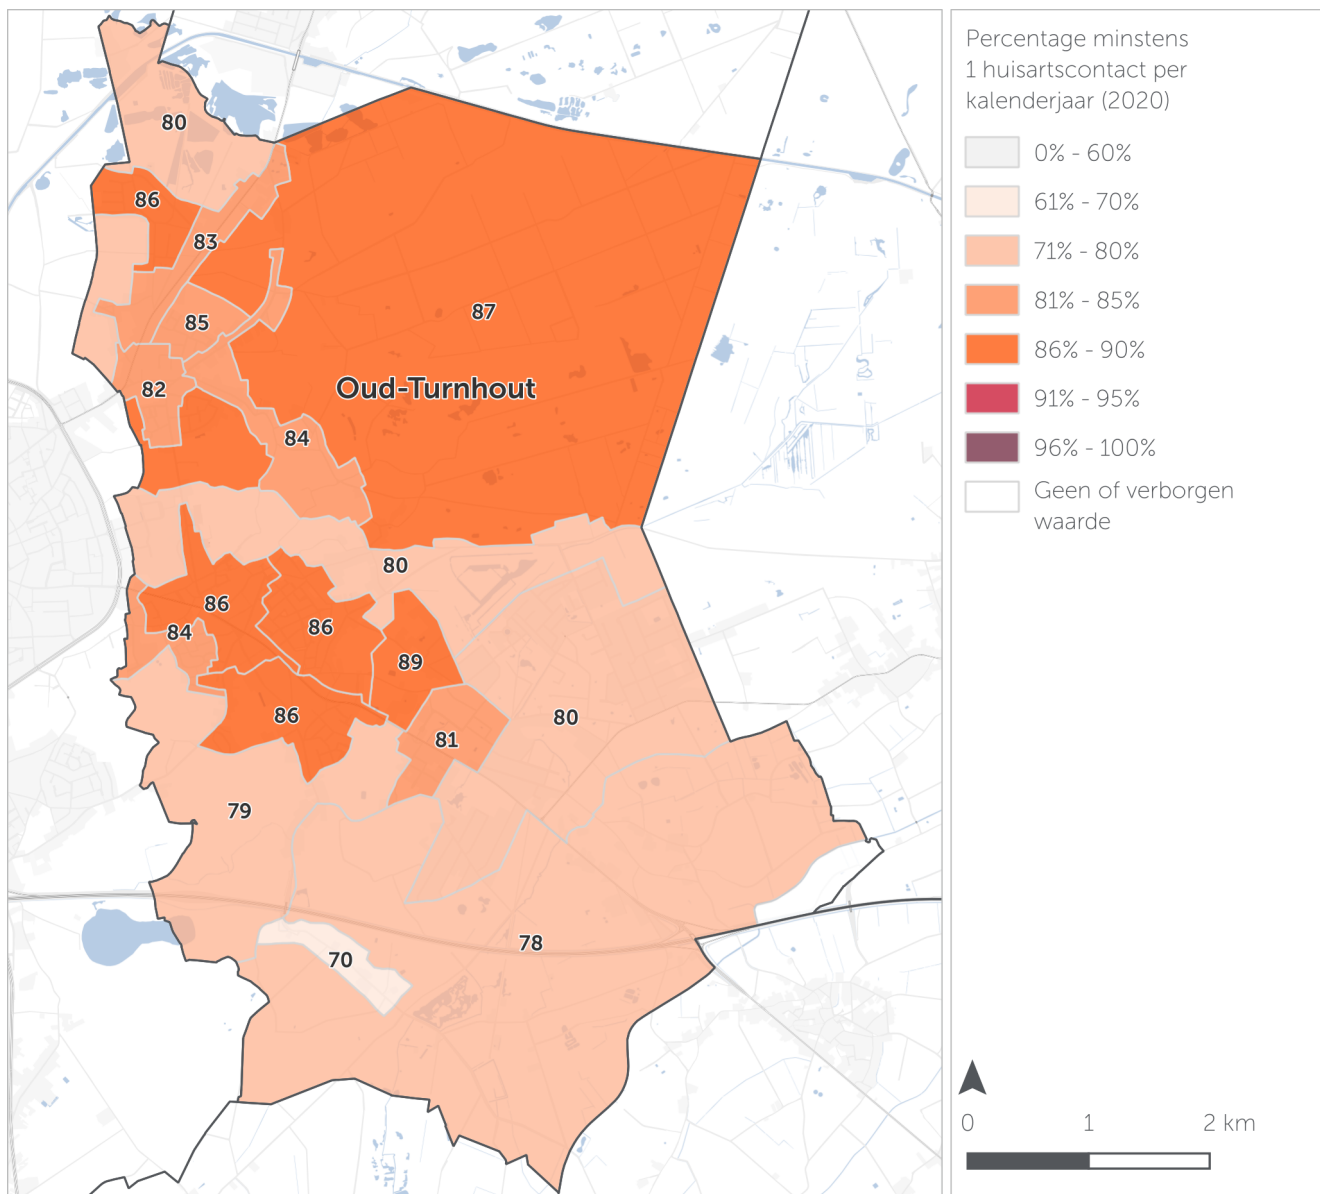 80
86
83
87
85
Oud-Turnhout
82
84
80
86
86
84
89
86
80
81
79
78
70
Percentage minstens
1 huisartscontact per
kalenderjaar (2020)
0% - 60%
61% - 70%
71% - 80%
81% - 85%
86% - 90%
91% - 95%
96% - 100%
Geen of verborgen
waarde
0 1 2 km